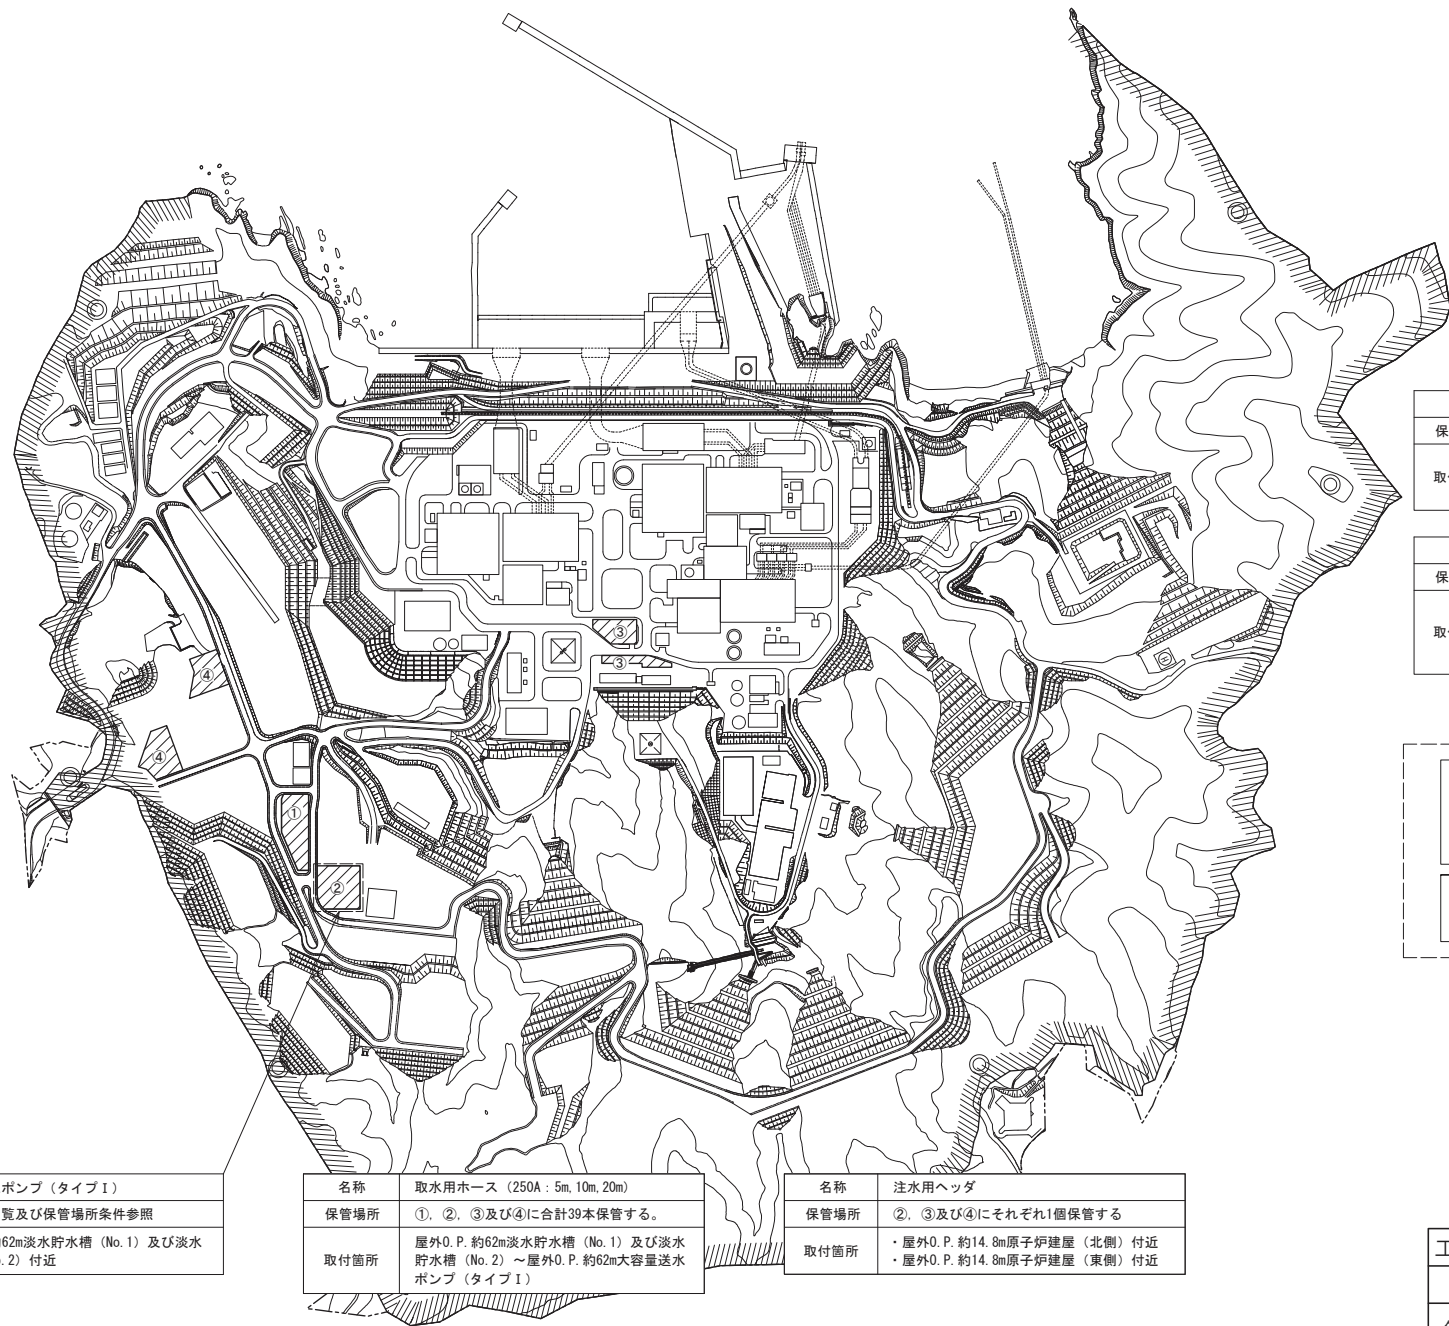 ③
③
④
④
①
②
保
取
保
取
ポンプ（タイプⅠ）
覧及び保管場所条件参照
62m淡水貯水槽（No.1）及び淡水
.2）付近
名称 取水用ホース（250A：5m,10m,20m）
保管場所 ①，②，③及び④に合計39本保管する。
取付箇所 屋外O.P.約62m淡水貯水槽（No.1）及び淡水
貯水槽（No.2）～屋外O.P.約62m大容量送水
ポンプ（タイプⅠ）
名称 注水用ヘッダ
保管場所 ②，③及び④にそれぞれ1個保管する
取付箇所 ・屋外O.P.約14.8m原子炉建屋（北側）付近
・屋外O.P.約14.8m原子炉建屋（東側）付近
工